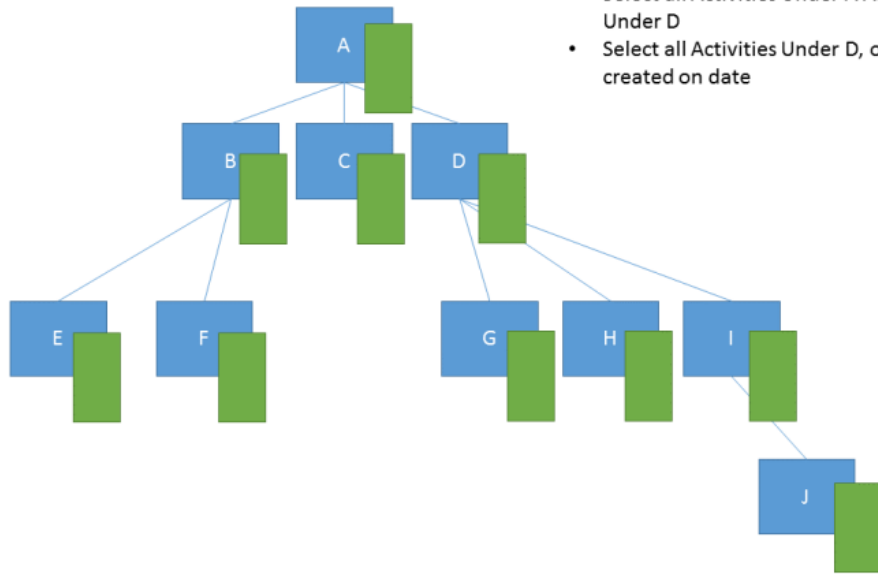 Under D
• Select all Activities Under D, o
created on date
A
B
C
D
E
F
G
H
I
J